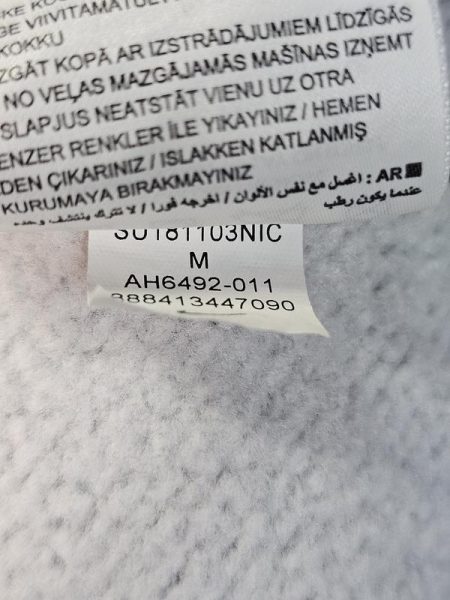 KOKKU
ZGĀT KOPĀ AR IZSTRĀDĀJUMIEM LĪDZĪGĀS
NO VEĻAS MAZGĀJAMĀS MAŠĪNAS IZŅEMT
SLAPJUS NEATSTĀT VIENU UZ OTRA
ENZER RENKLER İLE YIKAYINIZ / HEMEN
DEN ÇIKARINIZ / ISLAKKEN KATLANMIŞ
KURUMAYA BIRAKMAYINIZ
AR : اغسل مع نفس الألوان / اخرجه فورا / لا تتركه
عندما يكون رطب
SU181103NIC
M
AH6492-011
888413447090